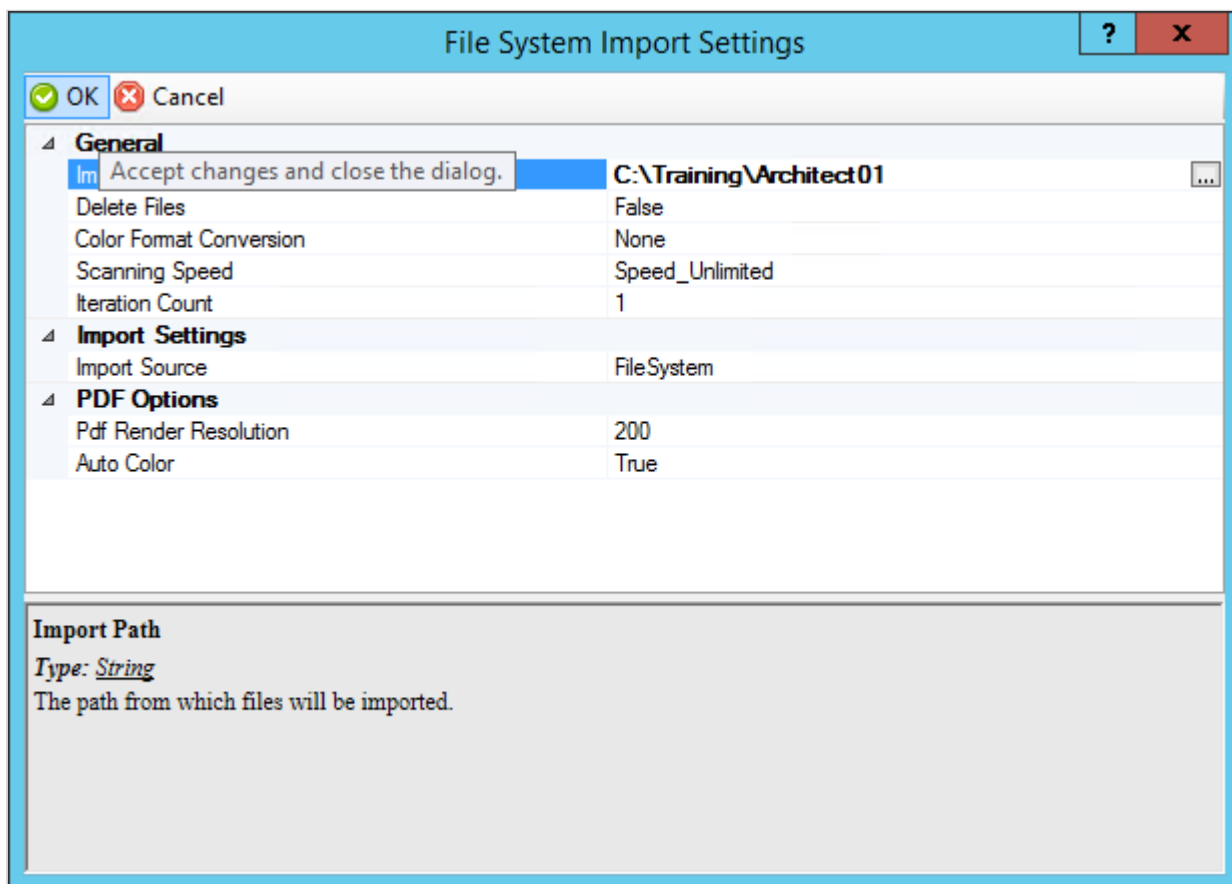 File System Import Settings
? x
OK Cancel
General
Im Accept changes and close the dialog. C:\Training\Architect01 ...
Delete Files False
Color Format Conversion None
Scanning Speed Speed_Unlimited
Iteration Count 1
Import Settings
Import Source FileSystem
PDF Options
Pdf Render Resolution 200
Auto Color True
Import Path
Type: String
The path from which files will be imported.